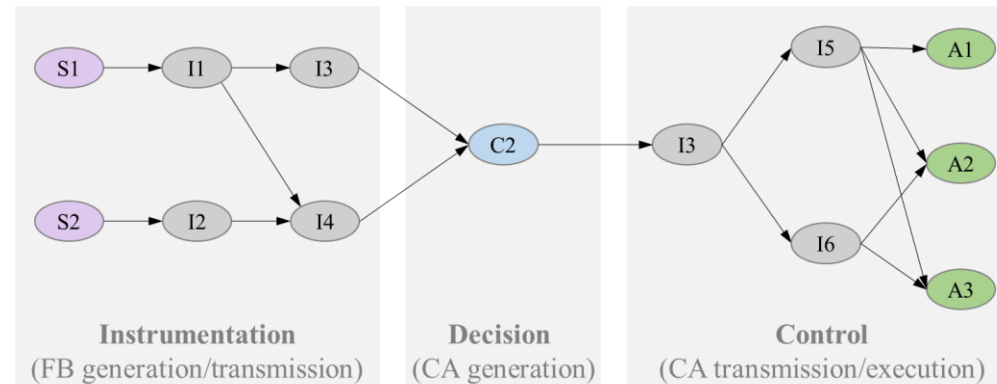 S1
I1
I3
S2
I2
I4
C2
I3
I5
I6
A1
A2
A3
Instrumentation
(FB generation/transmission)
Decision
(CA generation)
Control
(CA transmission/execution)